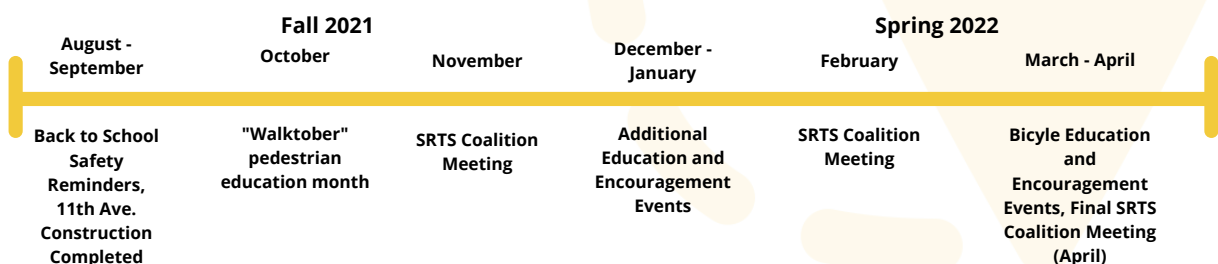 Fall 2021
Spring 2022
August -
September
October
November
December -
January
February
March - April
Back to School
Safety
Reminders,
11th Ave.
Construction
Completed
"Walktober"
pedestrian
education month
SRTS Coalition
Meeting
Additional
Education and
Encouragement
Events
SRTS Coalition
Meeting
Bicyle Education
and
Encouragement
Events, Final SRTS
Coalition Meeting
(April)